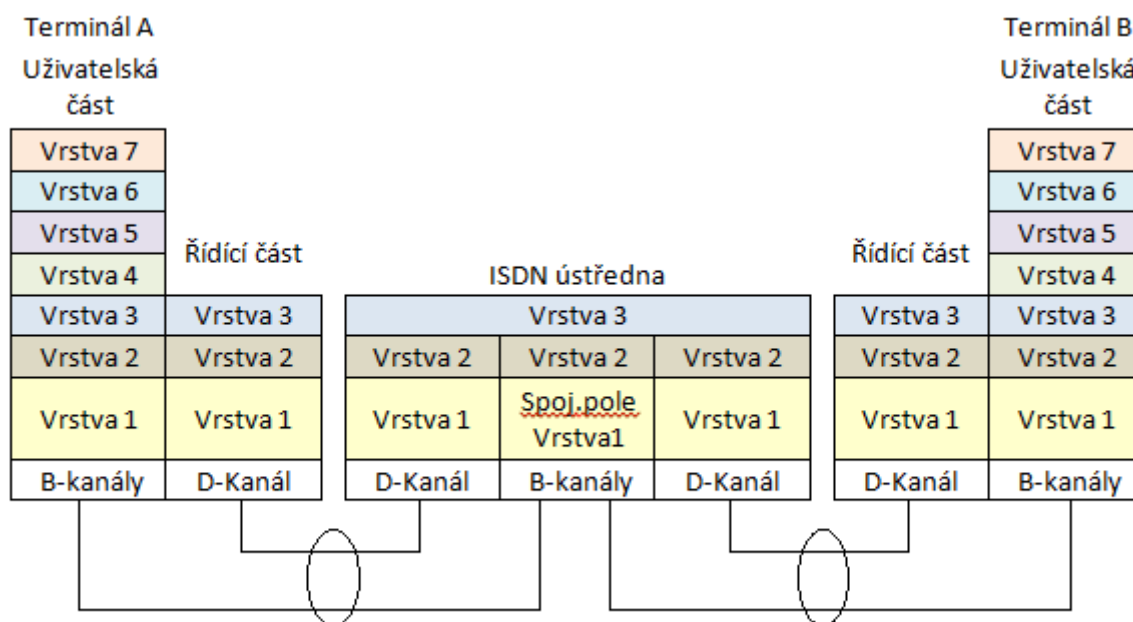 Terminál A
Terminál B
Uživatelská
část
Uživatelská
část
Vrstva 7
Vrstva 7
Vrstva 6
Vrstva 6
Vrstva 5
Vrstva 5
Řídící část
Řídící část
Vrstva 4
ISDN ústředna
Vrstva 4
Vrstva 3
Vrstva 3
Vrstva 3
Vrstva 3
Vrstva 3
Vrstva 2
Vrstva 2
Vrstva 2
Vrstva 2
Vrstva 2
Vrstva 2
Vrstva 2
Vrstva 1
Vrstva 1
Vrstva 1
Spoj.pole
Vrstva1
Vrstva 1
Vrstva 1
Vrstva 1
B-kanály
D-Kanál
D-Kanál
B-kanály
D-Kanál
D-Kanál
B-kanály